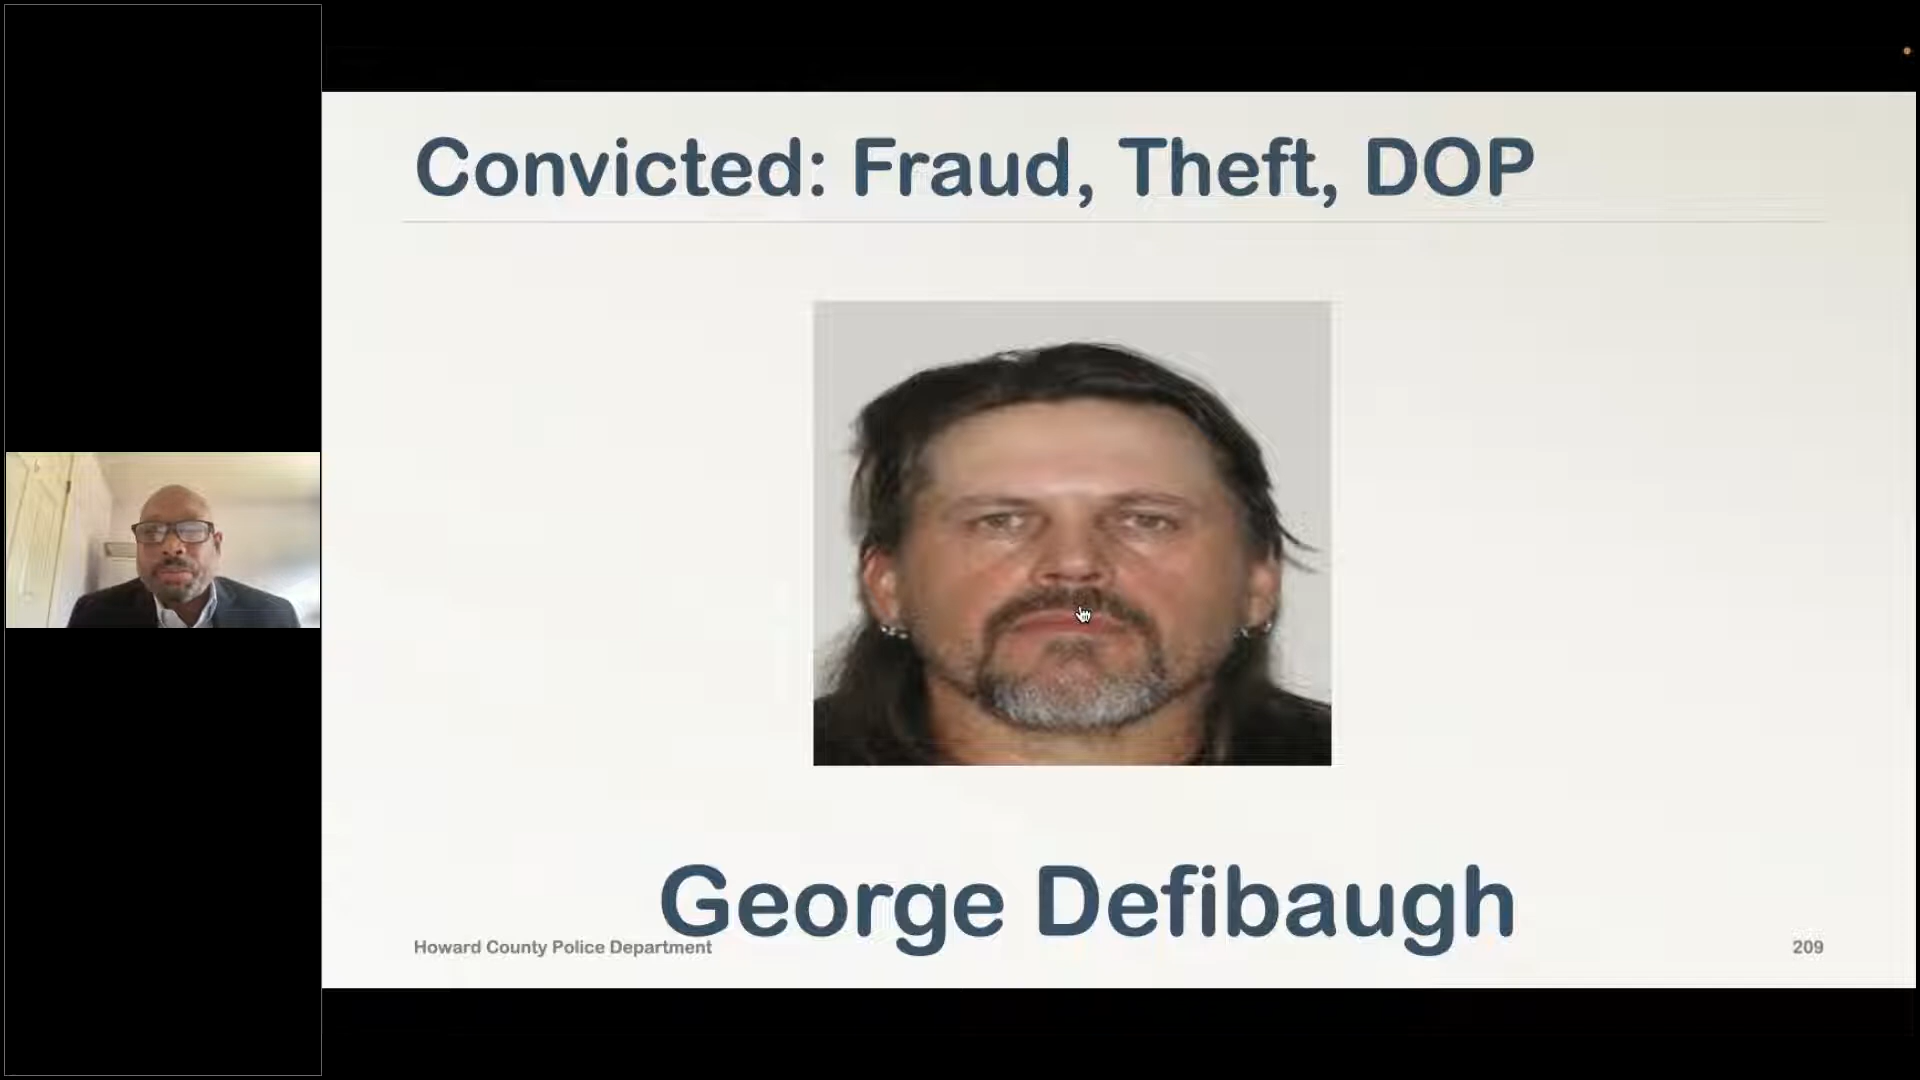 Convicted: Fraud, Theft, DOP
George Defibaugh
Howard County Police Department
209